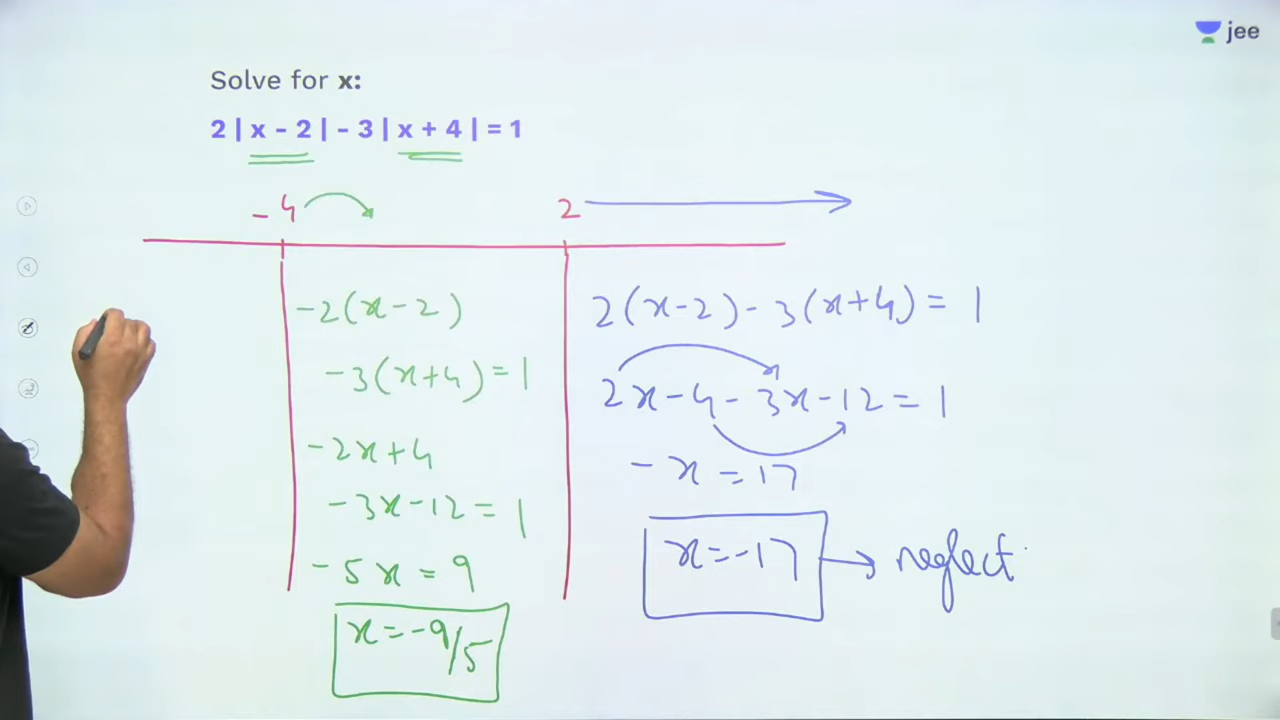 jee
Solve for x:
2 | x - 2 | - 3 | x + 4 | = 1
-4 2
-2(x-2)
-3(x+4)=1
-2x+4
-3x-12=1
-5x=9
x=-9/5
2(x-2)-3(x+4)=1
2x-4-3x-12=1
-x=17
x=-17 → neglect